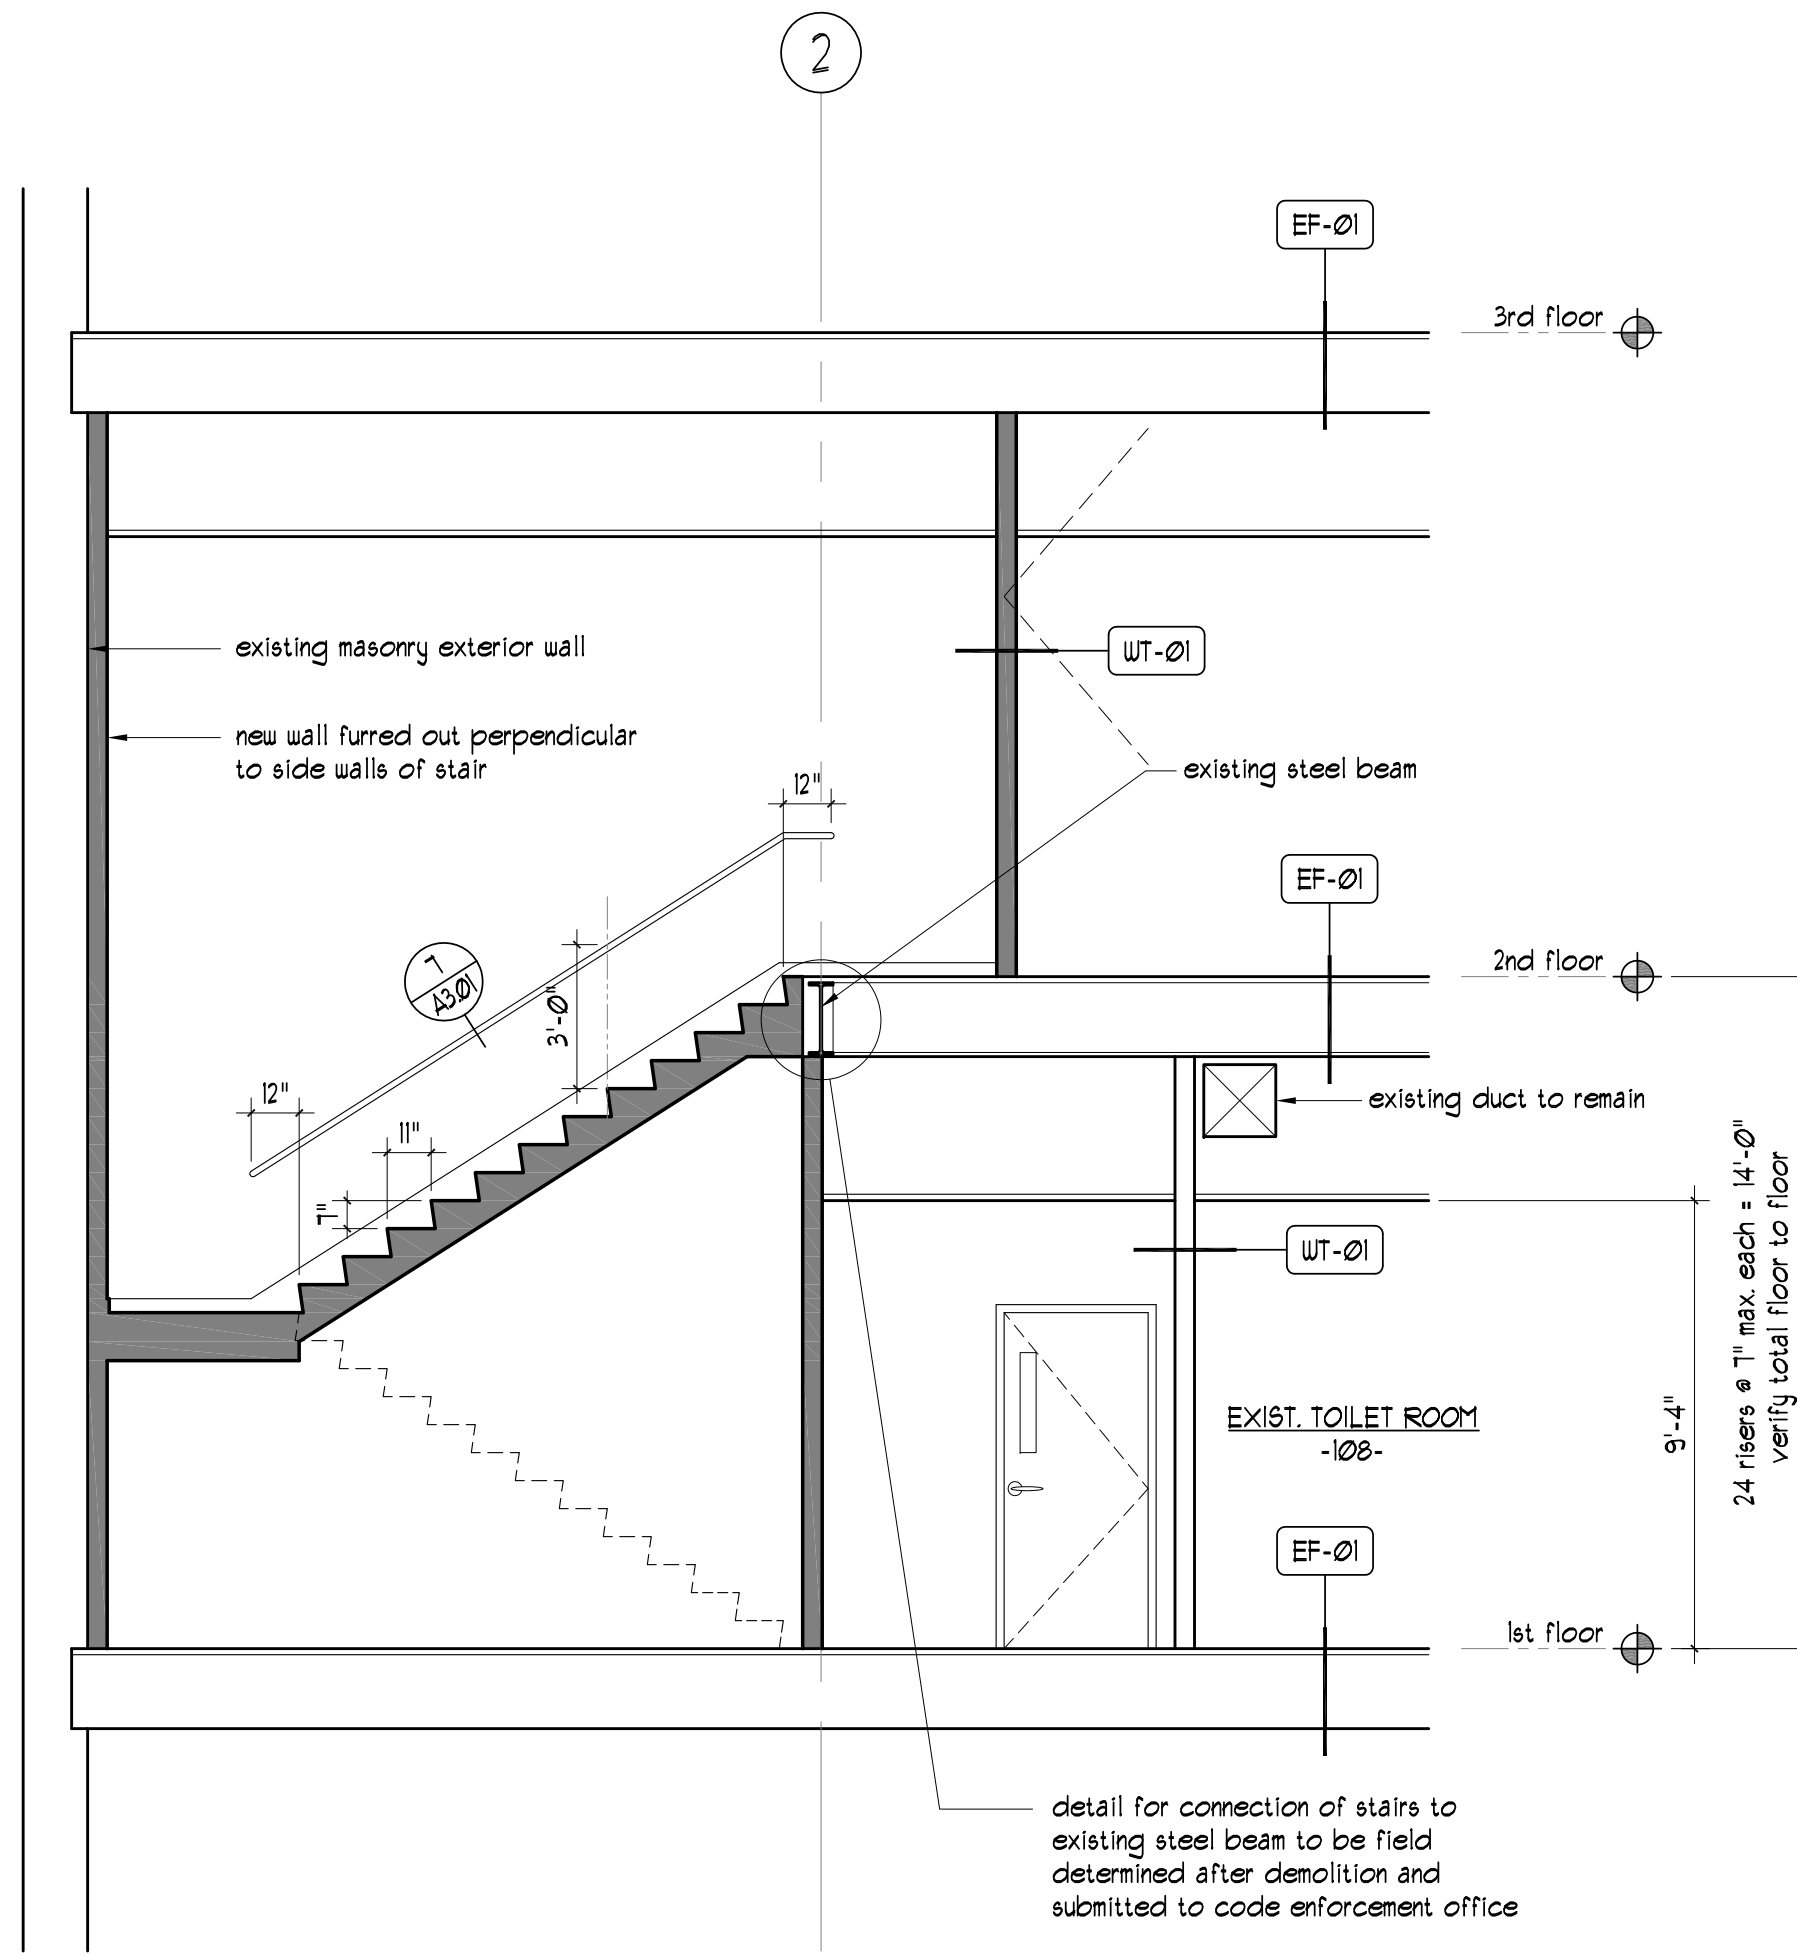 2
EF-Ø1
3rd floor
existing masonry exterior wall
WT-Ø1
new wall furred out perpendicular
to side walls of stair
existing steel beam
12"
EF-Ø1
2nd floor
7
A3.Ø1
3'-Ø"
12"
11"
7"
existing duct to remain
24 risers @ 7" max. each = 14'-Ø"
verify total floor to floor
WT-Ø1
9'-4"
EXIST. TOILET ROOM
-1Ø8-
EF-Ø1
1st floor
detail for connection of stairs to
existing steel beam to be field
determined after demolition and
submitted to code enforcement office